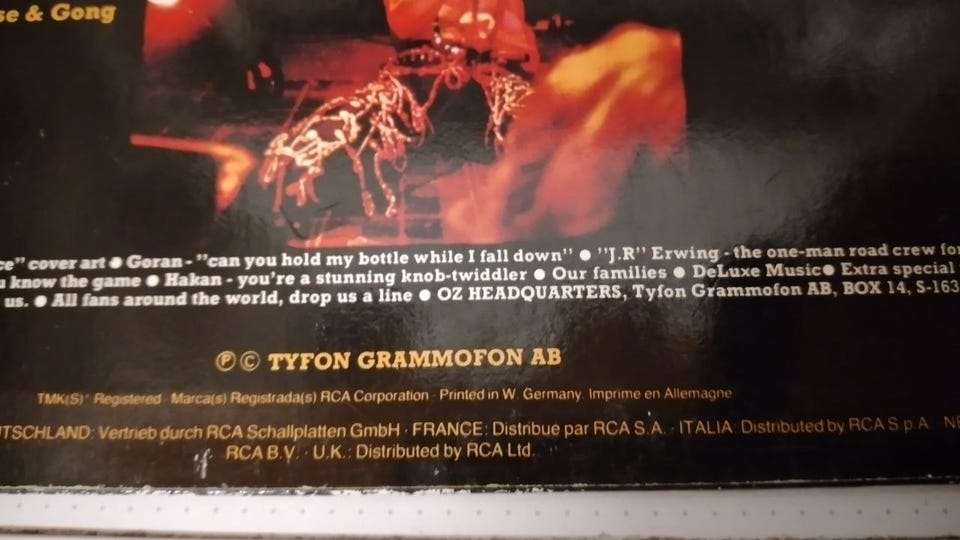 se & Gong
ce" cover art ● Goran - "can you hold my bottle while I fall down" ● "J.R" Erwing - the one-man road crew for
u know the game ● Hakan - you're a stunning knob-twiddler ● Our families ● DeLuxe Music● Extra special
us. ● All fans around the world, drop us a line ● OZ HEADQUARTERS, Tyfon Grammofon AB, BOX 14, S-163
℗ © TYFON GRAMMOFON AB
TMK(S)® Registered · Marca(s) Registrada(s) RCA Corporation · Printed in W. Germany. Imprime en Allemagne
UTSCHLAND: Vertrieb durch RCA Schallplatten GmbH · FRANCE: Distribue par RCA S.A. · ITALIA: Distributed by RCA S.p.A. NE
RCA B.V. · U.K.: Distributed by RCA Ltd.